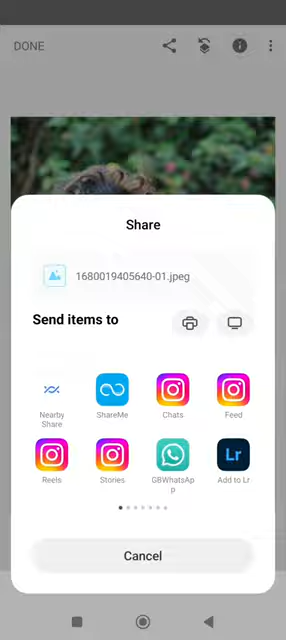 DONE
Share
1680019405640-01.jpeg
Send items to
Nearby
Share
ShareMe
Chats
Feed
Reels
Stories
GBWhatsAp
p
Lr
Add to Lr
Cancel